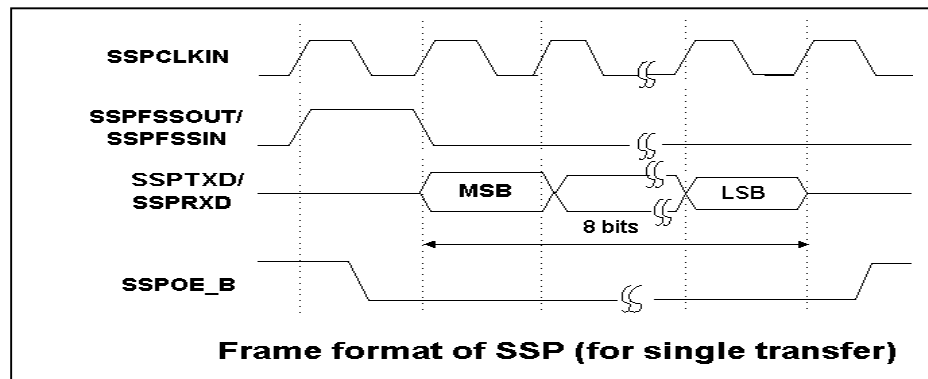 SSPCLKIN
SSPFSSOUT/
SSPFSSIN
SSPTXD/
SSPRXD
MSB
LSB
8 bits
SSPOE_B
Frame format of SSP (for single transfer)